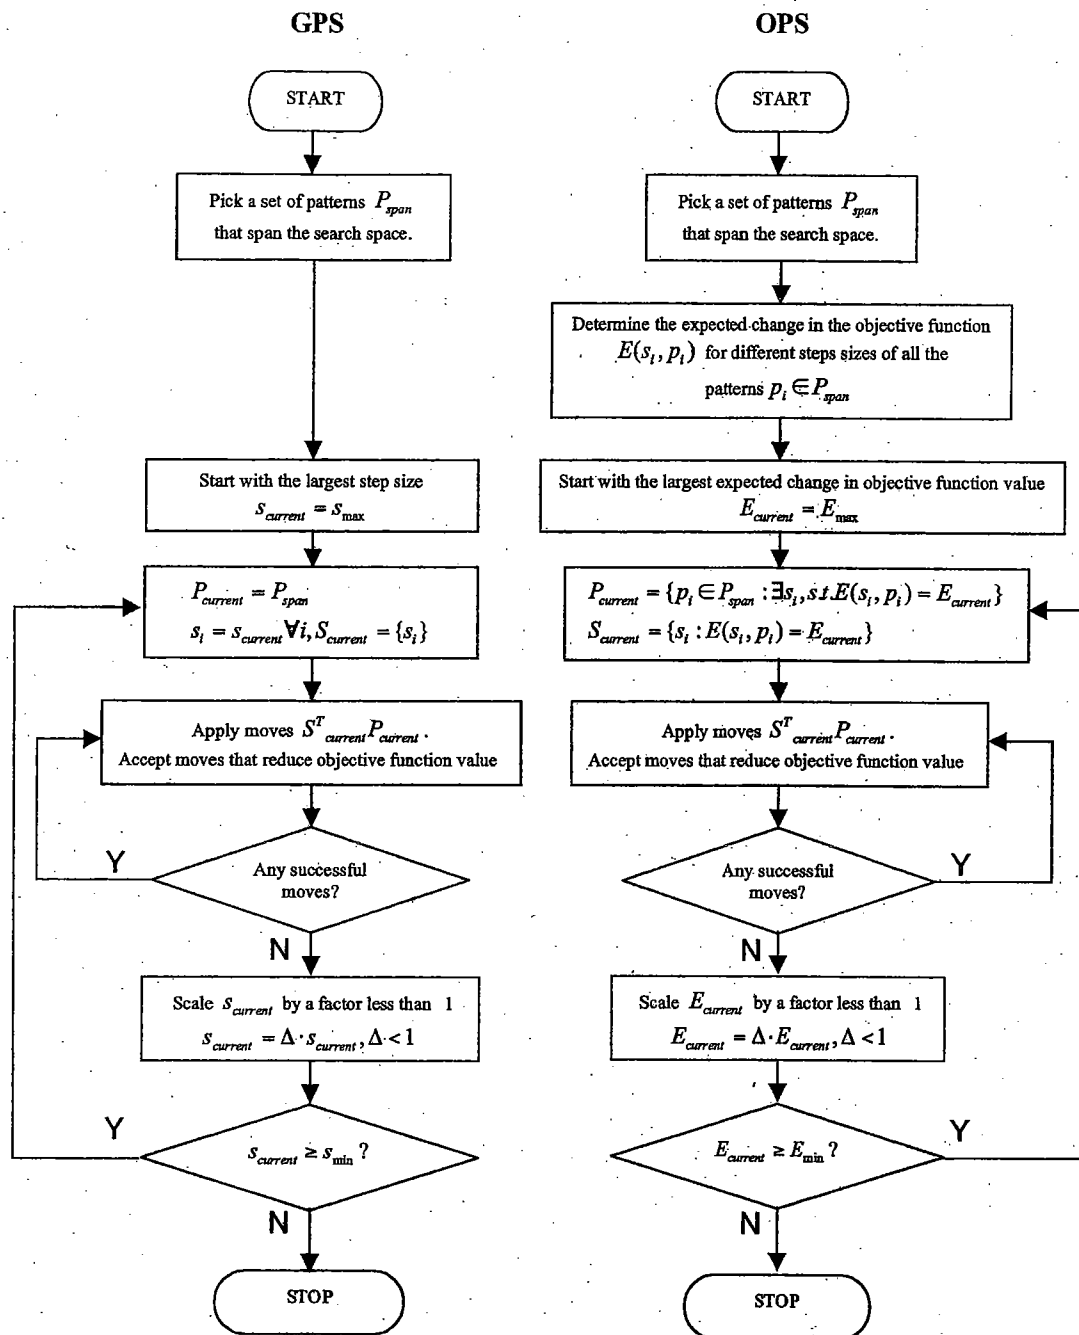 GPS
START
Pick a set of patterns P_span
that span the search space.
Start with the largest step size
s_current = s_max
P_current = P_span
s_i = s_current ∀i, S_current = {s_i}
Apply moves S^T_current P_current.
Accept moves that reduce objective function value
Any successful
moves?
Y
N
Scale s_current by a factor less than 1
s_current = Δ · s_current, Δ < 1
s_current ≥ s_min ?
Y
N
STOP
OPS
START
Pick a set of patterns P_span
that span the search space.
Determine the expected change in the objective function
E(s_i, p_i) for different steps sizes of all the
patterns p_i ∈ P_span
Start with the largest expected change in objective function value
E_current = E_max
P_current = {p_i ∈ P_span : ∃s_i, s.t. E(s_i, p_i) = E_current}
S_current = {s_i : E(s_i, p_i) = E_current}
Apply moves S^T_current P_current.
Accept moves that reduce objective function value
Any successful
moves?
Y
N
Scale E_current by a factor less than 1
E_current = Δ · E_current, Δ < 1
E_current ≥ E_min ?
Y
N
STOP